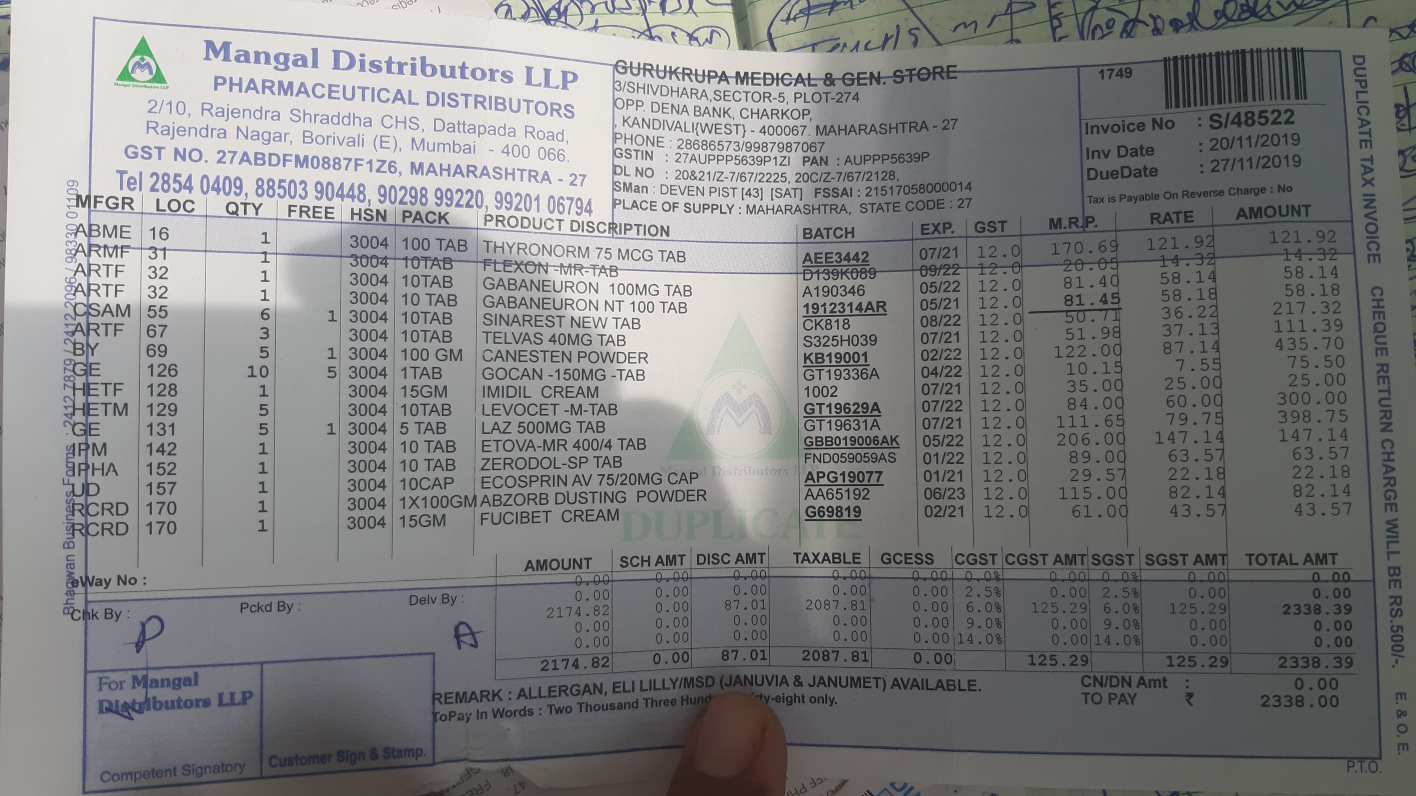 Mangal Distributors LLP
PHARMACEUTICAL DISTRIBUTORS
2/10, Rajendra Shraddha CHS, Dattapada Road,
Rajendra Nagar, Borivali (E), Mumbai - 400 066.
GST NO. 27ABDFM0887F1Z6, MAHARASHTRA - 27
Tel 2854 0409, 88503 90448, 90298 99220, 99201 06794
GURUKRUPA MEDICAL & GEN. STORE
3/SHIVDHARA,SECTOR-5, PLOT-274
OPP. DENA BANK, CHARKOP,
, KANDIVALI{WEST} - 400067. MAHARASHTRA - 27
PHONE : 28686573/9987987067
GSTIN : 27AUPPP5639P1ZI PAN : AUPPP5639P
DL NO : 20&21/Z-7/67/2225, 20C/Z-7/67/2128,
SMan : DEVEN PIST [43] [SAT] FSSAI : 21517058000014
PLACE OF SUPPLY : MAHARASHTRA, STATE CODE : 27
1749
Invoice No : S/48522
Inv Date : 20/11/2019
DueDate : 27/11/2019
Tax is Payable On Reverse Charge : No
MFGR LOC QTY FREE HSN PACK PRODUCT DISCRIPTION BATCH EXP. GST M.R.P. RATE AMOUNT
ABME 16 1 3004 100 TAB THYRONORM 75 MCG TAB AEE3442 07/21 12.0 170.69 121.92 121.92
ARMF 31 1 3004 10TAB FLEXON -MR-TAB D139K089 09/22 12.0 20.05 14.32 14.32
ARTF 32 1 3004 10TAB GABANEURON 100MG TAB A190346 05/22 12.0 81.40 58.14 58.14
ARTF 32 1 3004 10 TAB GABANEURON NT 100 TAB 1912314AR 05/21 12.0 81.45 58.18 58.18
CSAM 55 6 1 3004 10TAB SINAREST NEW TAB CK818 08/22 12.0 50.71 36.22 217.32
ARTF 67 3 3004 10TAB TELVAS 40MG TAB S325H039 07/21 12.0 51.98 37.13 111.39
BY 69 5 1 3004 100 GM CANESTEN POWDER KB19001 02/22 12.0 122.00 87.14 435.70
GE 126 10 5 3004 1TAB GOCAN -150MG -TAB GT19336A 04/22 12.0 10.15 7.55 75.50
HETF 128 1 3004 15GM IMIDIL CREAM 1002 07/21 12.0 35.00 25.00 25.00
HETM 129 5 3004 10TAB LEVOCET -M-TAB GT19629A 07/22 12.0 84.00 60.00 300.00
GE 131 5 1 3004 5 TAB LAZ 500MG TAB GT19631A 07/22 12.0 111.65 79.75 398.75
IPM 142 1 3004 10 TAB ETOVA-MR 400/4 TAB GBB019006AK 05/22 12.0 206.00 147.14 147.14
IPHA 152 1 3004 10 TAB ZERODOL-SP TAB FND059059AS 01/22 12.0 89.00 63.57 63.57
UD 157 1 3004 10CAP ECOSPRIN AV 75/20MG CAP APG19077 01/21 12.0 29.57 22.18 22.18
RCRD 170 1 3004 1X100GM ABZORB DUSTING POWDER AA65192 06/23 12.0 115.00 82.14 82.14
RCRD 170 1 3004 15GM FUCIBET CREAM G69819 02/21 12.0 61.00 43.57 43.57
Mangal Distributors LLP
DUPLICATE
AMOUNT SCH AMT DISC AMT TAXABLE GCESS CGST CGST AMT SGST SGST AMT TOTAL AMT
0.00 0.00 0.00 0.00 0.00 0.0% 0.00 0.0% 0.00 0.00
0.00 0.00 0.00 0.00 0.00 2.5% 0.00 2.5% 0.00 0.00
2174.82 0.00 87.01 2087.81 0.00 6.0% 125.29 6.0% 125.29 2338.39
0.00 0.00 0.00 0.00 0.00 9.0% 0.00 9.0% 0.00 0.00
0.00 0.00 0.00 0.00 0.00 14.0% 0.00 14.0% 0.00 0.00
2174.82 0.00 87.01 2087.81 0.00 125.29 125.29 2338.39
eWay No :
Chk By : Pckd By : Delv By :
REMARK : ALLERGAN, ELI LILLY/MSD (JANUVIA & JANUMET) AVAILABLE.
ToPay In Words : Two Thousand Three ty-eight only.
CN/DN Amt : 0.00
TO PAY ₹ 2338.00
For Mangal
Distributors LLP
Competent Signatory
Customer Sign & Stamp.
P.T.O.
DUPLICATE TAX INVOICE CHEQUE RETURN CHARGE WILL BE RS.500/-. E. & O. E.
Bhagwan Business Forms : 2412 7879 / 2412 2096 / 98330 01109